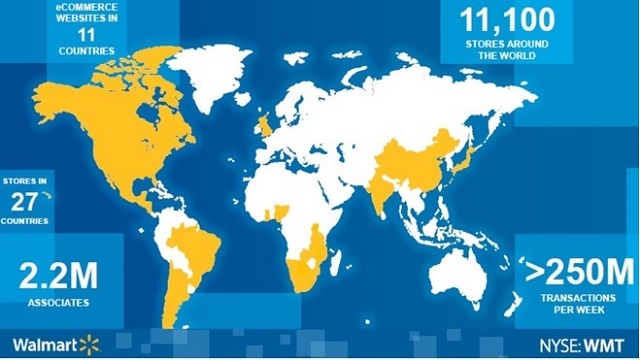 eCOMMERCE
WEBSITES IN
11
COUNTRIES
11,100
STORES AROUND
THE WORLD
STORES IN
27
COUNTRIES
2.2M
ASSOCIATES
>250M
TRANSACTIONS
PER WEEK
Walmart
NYSE:WMT